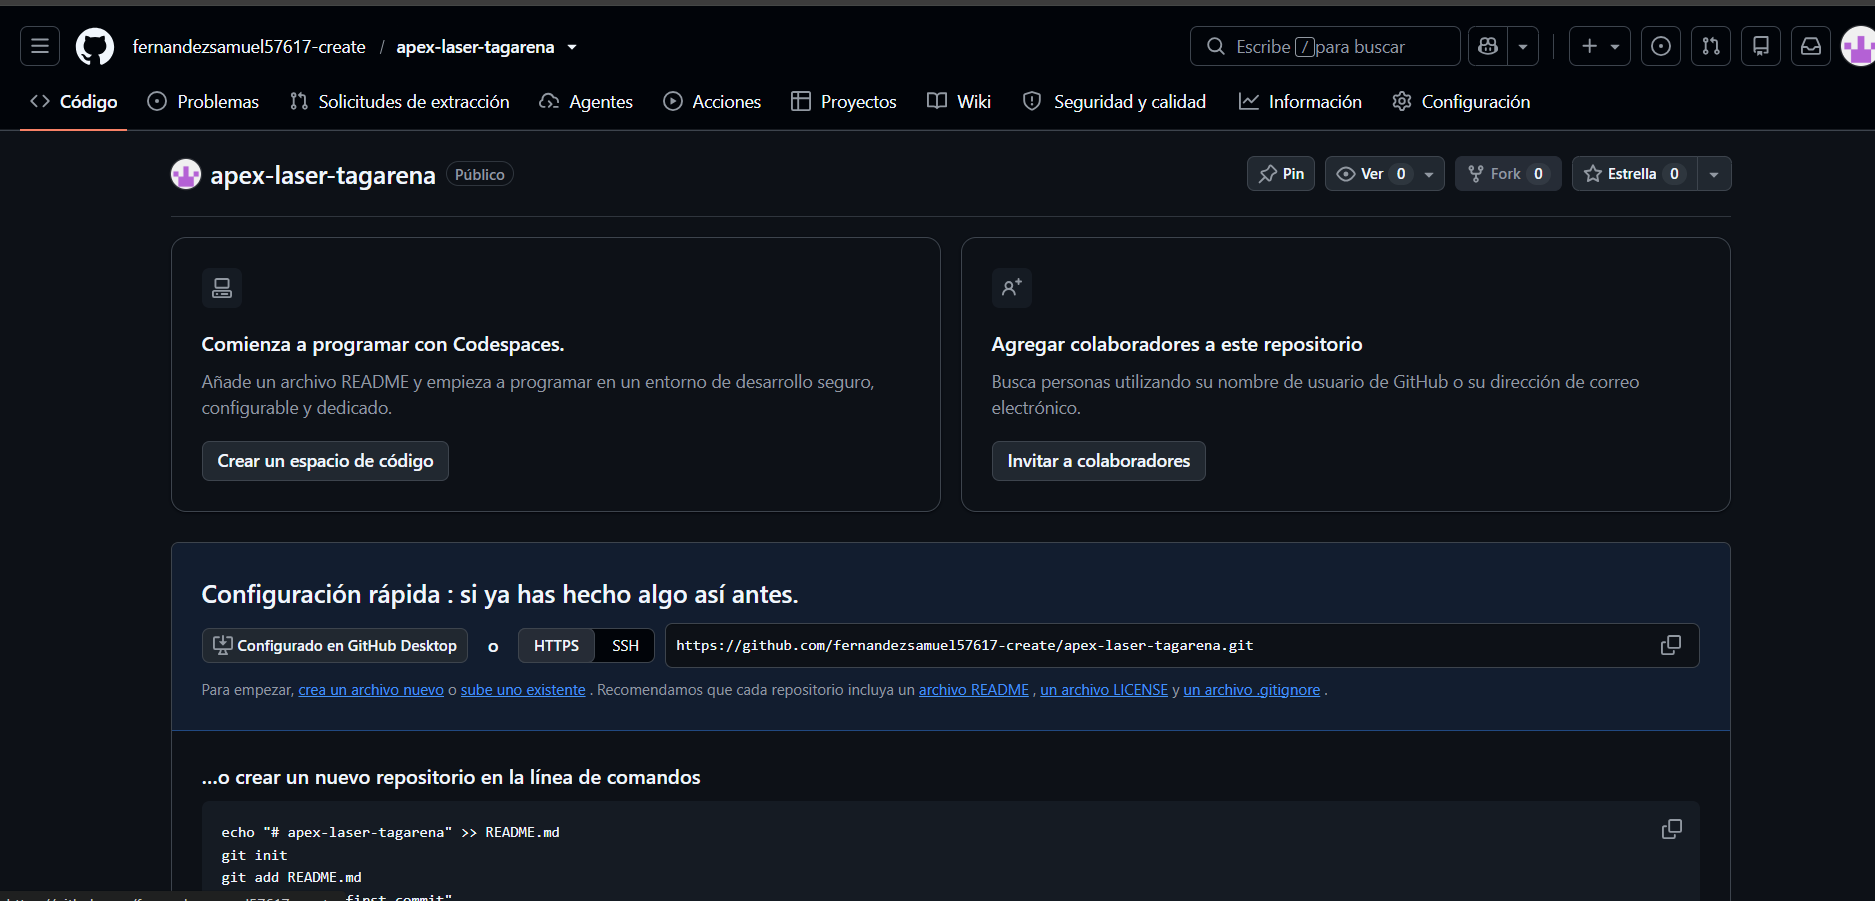 fernandezsamuel57617-create / apex-laser-tagarena
Escribe / para buscar
Código Problemas Solicitudes de extracción Agentes Acciones Proyectos Wiki Seguridad y calidad Información Configuración
apex-laser-tagarena Público
Pin Ver 0 Fork 0 Estrella 0
Comienza a programar con Codespaces.
Añade un archivo README y empieza a programar en un entorno de desarrollo seguro,
configurable y dedicado.
Crear un espacio de código
Agregar colaboradores a este repositorio
Busca personas utilizando su nombre de usuario de GitHub o su dirección de correo
electrónico.
Invitar a colaboradores
Configuración rápida : si ya has hecho algo así antes.
Configurado en GitHub Desktop o HTTPS SSH https://github.com/fernandezsamuel57617-create/apex-laser-tagarena.git
Para empezar, crea un archivo nuevo o sube uno existente . Recomendamos que cada repositorio incluya un archivo README , un archivo LICENSE y un archivo .gitignore .
...o crear un nuevo repositorio en la línea de comandos
echo "# apex-laser-tagarena" >> README.md
git init
git add README.md
first commit"